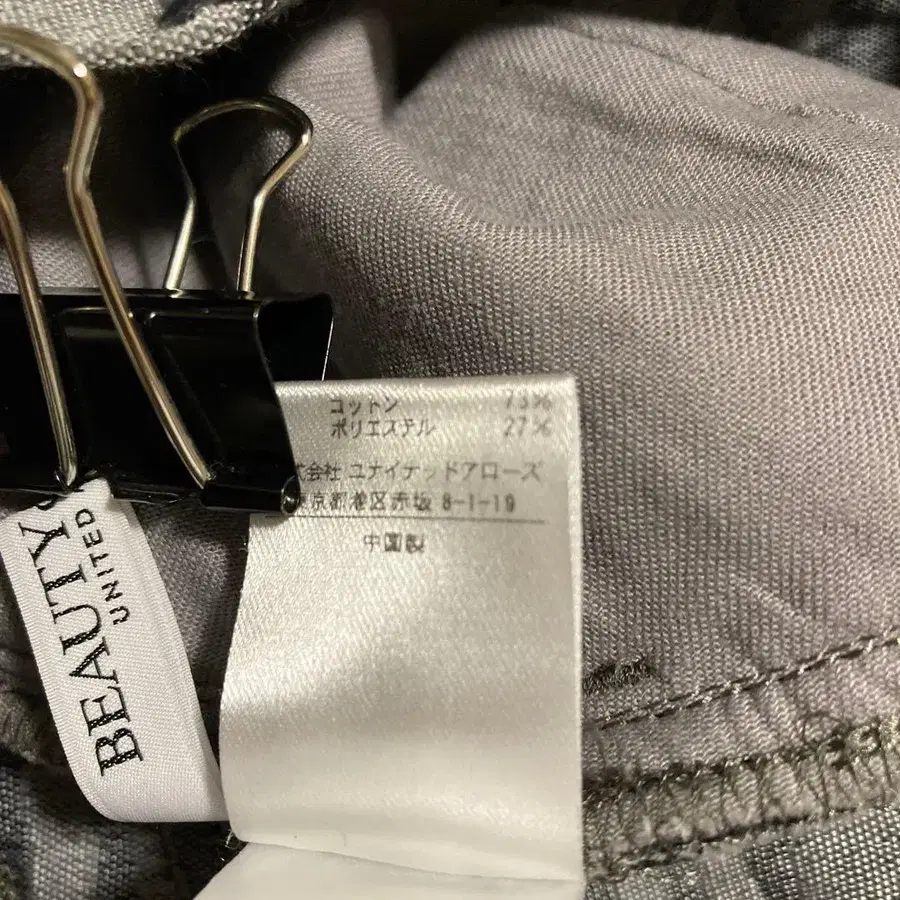 コットン 73%
ポリエステル 27%
式会社 ユナイテッドアローズ
東京都港区赤坂 8-1-19
中国製
BEAUTY
UNITED